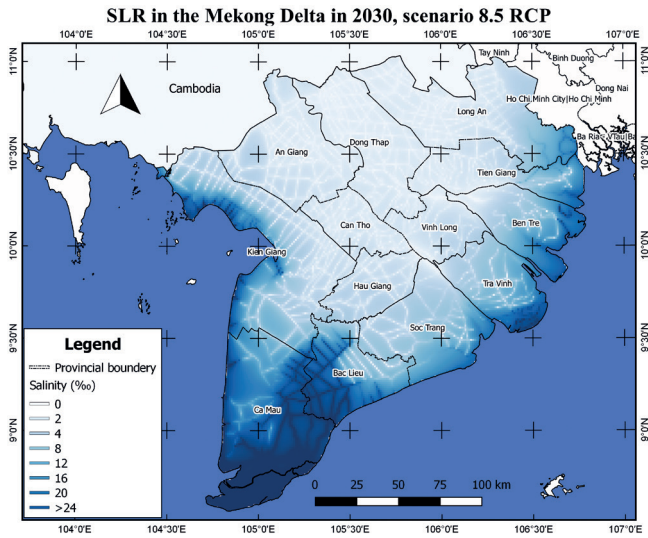 SLR in the Mekong Delta in 2030, scenario 8.5 RCP
104°0'E 104°30'E 105°0'E 105°30'E 106°0'E 106°30'E 107°0'E
11°0'N
10°30'N
10°0'N
9°30'N
9°0'N
Tay Ninh
Binh Duong
Cambodia
Dong Nai
Ho Chi Minh City|Ho Chi Minh
Long An
Ba Ria - VTau|Ba
Dong Thap
An Giang
Tien Giang
Can Tho
Vinh Long
Ben Tre
Kien Giang
Tra Vinh
Hau Giang
Soc Trang
Bac Lieu
Ca Mau
Legend
Provincial boundary
Salinity (‰)
0
2
4
8
12
16
20
>24
0 25 50 75 100 km
11°0'N
10°30'N
10°0'N
9°30'N
9°0'N
104°0'E 104°30'E 105°0'E 105°30'E 106°0'E 106°30'E 107°0'E